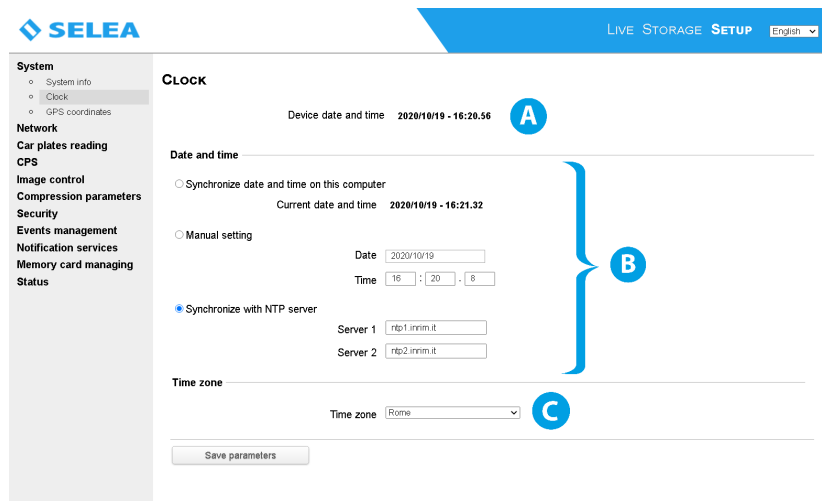 SELEA
LIVE STORAGE SETUP English
System
System info
Clock
GPS coordinates
Network
Car plates reading
CPS
Image control
Compression parameters
Security
Events management
Notification services
Memory card managing
Status
CLOCK
Device date and time 2020/10/19 - 16:20.56 A
Date and time
Synchronize date and time on this computer
Current date and time 2020/10/19 - 16:21.32
Manual setting
Date 2020/10/19
Time 16 : 20 . 8
B
Synchronize with NTP server
Server 1 ntp1.inrim.it
Server 2 ntp2.inrim.it
Time zone
Time zone Rome C
Save parameters